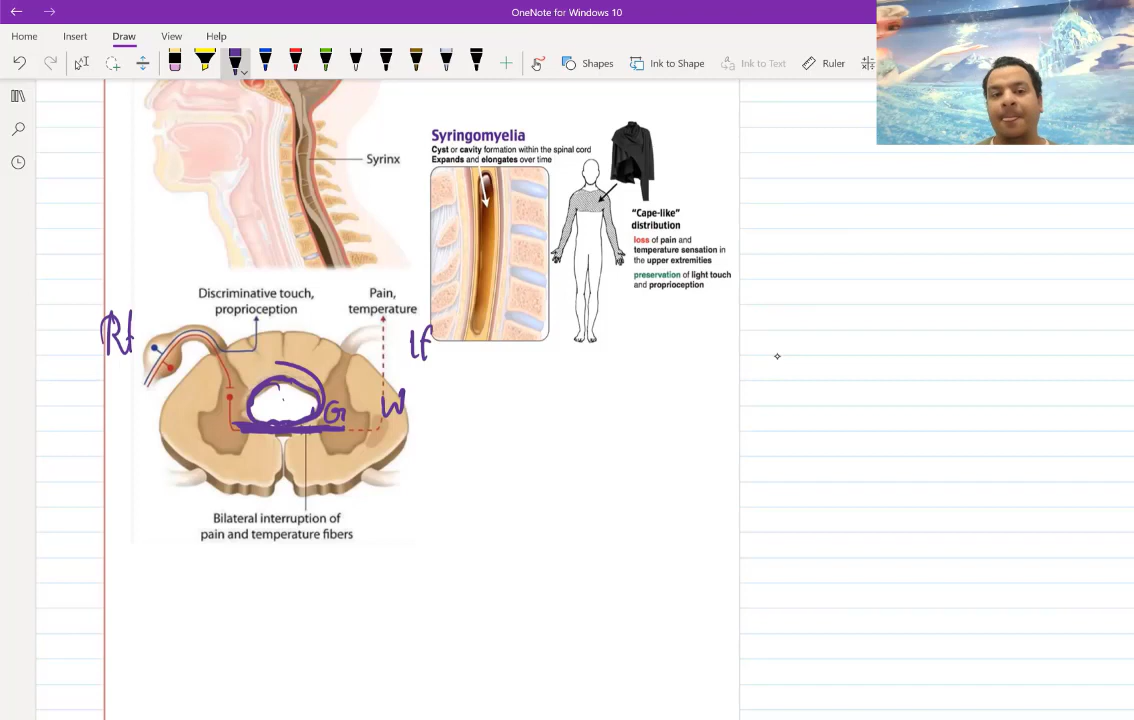 OneNote for Windows 10
Home
Insert
Draw
View
Help
Shapes
Ink to Shape
Ink to Text
Ruler
Syrinx
Syringomyelia
Cyst or cavity formation within the spinal cord
Expands and elongates over time
"Cape-like"
distribution
loss of pain and
temperature sensation in
the upper extremities
preservation of light touch
and proprioception
Discriminative touch,
proprioception
Pain,
temperature
Rt
lf
G
W
Bilateral interruption of
pain and temperature fibers